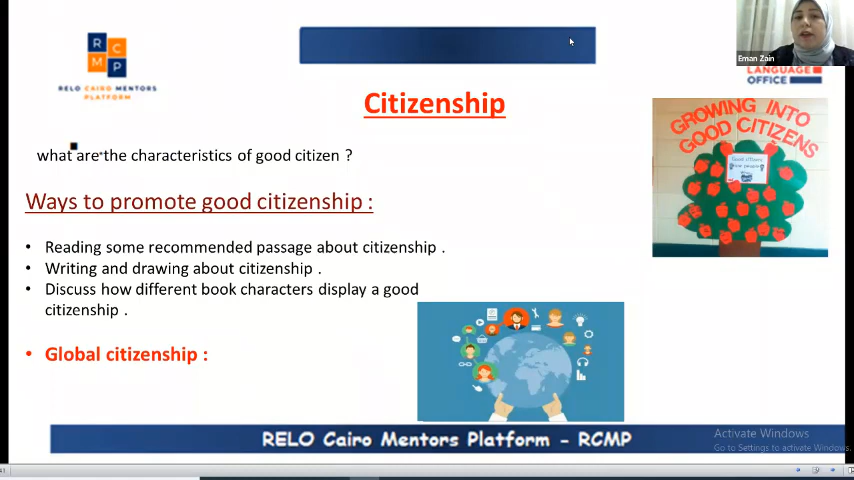 R C
M P
RELO CAIRO MENTORS
PLATFORM
Eman Zain
LANGUAGE
OFFICE
Citizenship
GROWING INTO
GOOD CITIZENS
Good citizens
what are the characteristics of good citizen ?
Ways to promote good citizenship :
• Reading some recommended passage about citizenship .
• Writing and drawing about citizenship .
• Discuss how different book characters display a good
citizenship .
• Global citizenship :
RELO Cairo Mentors Platform - RCMP
Activate Windows
Go to Settings to activate Windows.